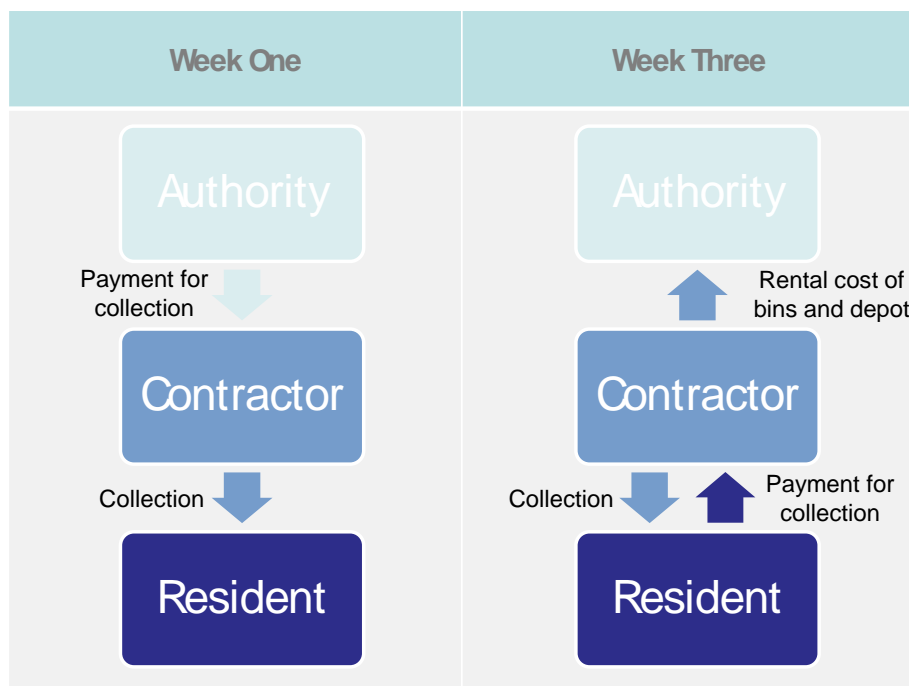 Week One
Week Three
Authority
Payment for
collection
Contractor
Collection
Resident
Authority
Rental cost of
bins and depot
Contractor
Collection
Payment for
collection
Resident